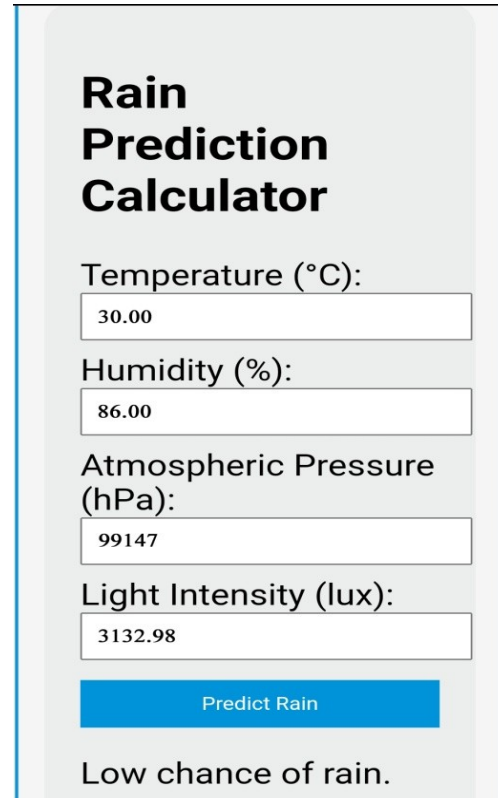 Rain
Prediction
Calculator
Temperature (°C):
30.00
Humidity (%):
86.00
Atmospheric Pressure
(hPa):
99147
Light Intensity (lux):
3132.98
Predict Rain
Low chance of rain.